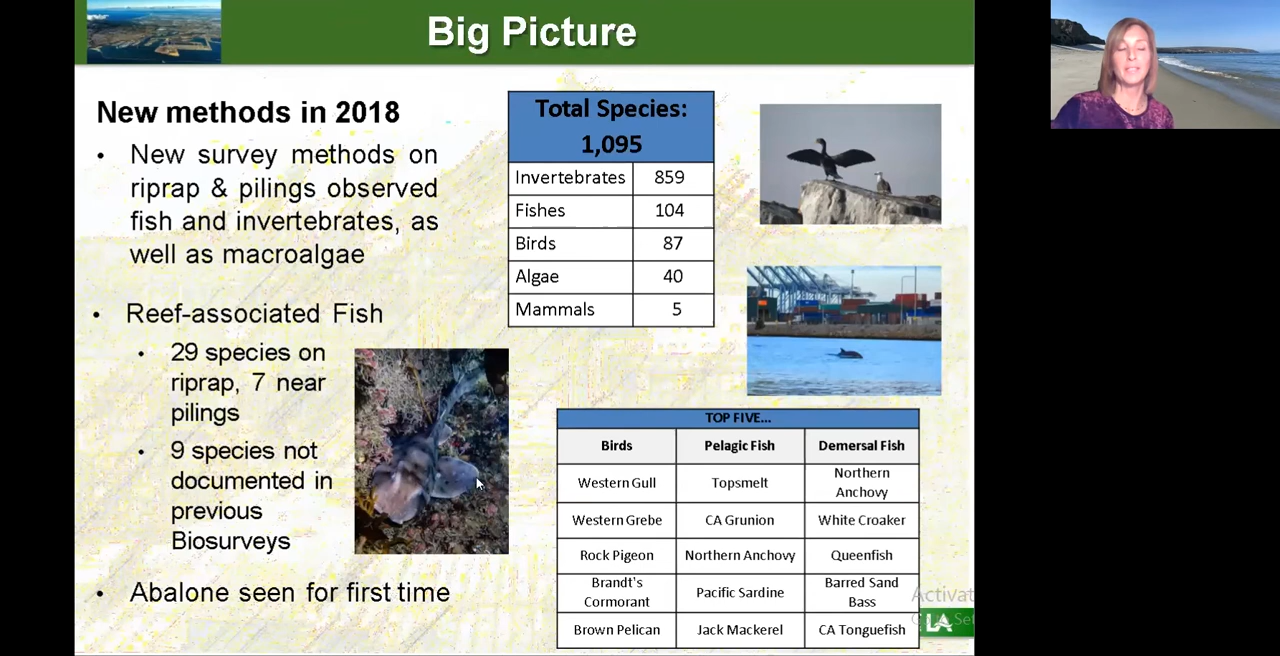 Big Picture
New methods in 2018
• New survey methods on
riprap & pilings observed
fish and invertebrates, as
well as macroalgae
• Reef-associated Fish
• 29 species on
riprap, 7 near
pilings
• 9 species not
documented in
previous
Biosurveys
• Abalone seen for first time
Total Species:
1,095
Invertebrates 859
Fishes 104
Birds 87
Algae 40
Mammals 5
TOP FIVE...
Birds Pelagic Fish Demersal Fish
Western Gull Topsmelt Northern
Anchovy
Western Grebe CA Grunion White Croaker
Rock Pigeon Northern Anchovy Queenfish
Brandt's
Cormorant Pacific Sardine Barred Sand
Bass
Brown Pelican Jack Mackerel CA Tonguefish
Activat
LA